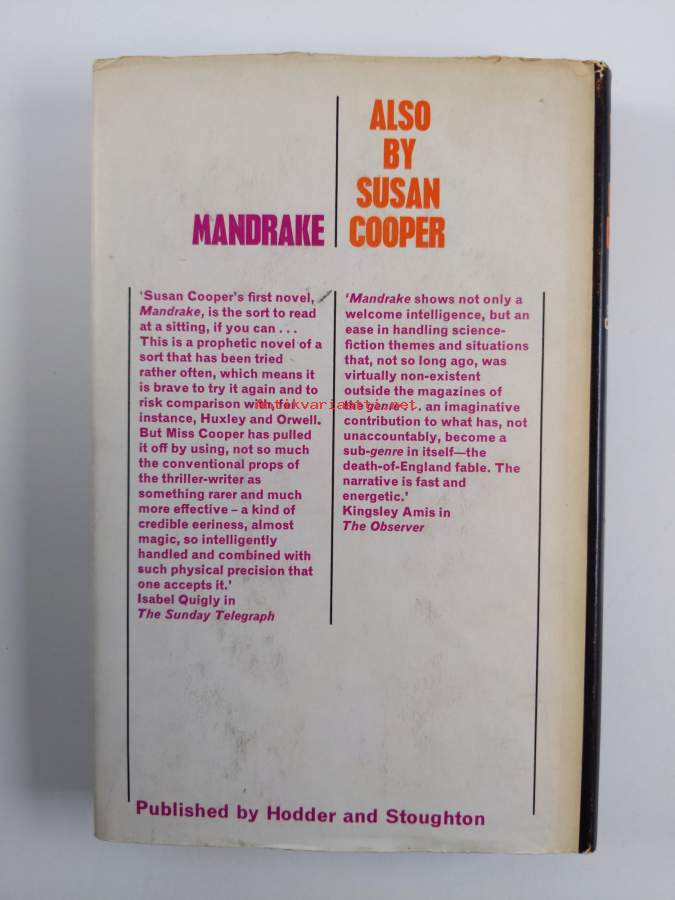 ALSO
BY
SUSAN
COOPER
MANDRAKE
'Susan Cooper's first novel,
Mandrake, is the sort to read
at a sitting, if you can . . .
This is a prophetic novel of a
sort that has been tried
rather often, which means it
is brave to try it again and to
risk comparison with, for
instance, Huxley and Orwell.
But Miss Cooper has pulled
it off by using, not so much
the conventional props of
the thriller-writer as
something rarer and much
more effective – a kind of
credible eeriness, almost
magic, so intelligently
handled and combined with
such physical precision that
one accepts it.'
Isabel Quigly in
The Sunday Telegraph
'Mandrake shows not only a
welcome intelligence, but an
ease in handling science-
fiction themes and situations
that, not so long ago, was
virtually non-existent
outside the magazines of
the genre . . . an imaginative
contribution to what has, not
unaccountably, become a
sub-genre in itself—the
death-of-England fable. The
narrative is fast and
energetic.'
Kingsley Amis in
The Observer
Published by Hodder and Stoughton
Antikvariaatti.net